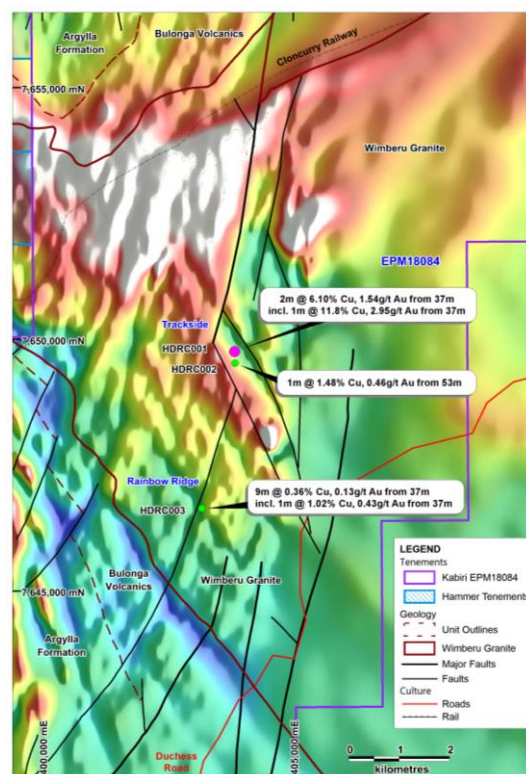 Argylla
Formation
Bulonga Volcanics
Cloncurry Railway
7,655,000 mN
Wimberu Granite
EPM18084
2m @ 6.10% Cu, 1.54g/t Au from 37m
incl. 1m @ 11.8% Cu, 2.95g/t Au from 37m
Trackside
7,650,000 mN
HDRC001
HDRC002
1m @ 1.48% Cu, 0.46g/t Au from 53m
Rainbow Ridge
9m @ 0.36% Cu, 0.13g/t Au from 37m
incl. 1m @ 1.02% Cu, 0.43g/t Au from 37m
HDRC003
Bulonga
Volcanics
Wimberu Granite
7,645,000 mN
Argylla
Formation
LEGEND
Tenements
Kabiri EPM18084
Hammer Tenements
Geology
Unit Outlines
Wimberu Granite
Major Faults
Faults
Culture
Roads
Rail
400,000 mE
405,000 mE
Duchess
Road
0 1 2
kilometres